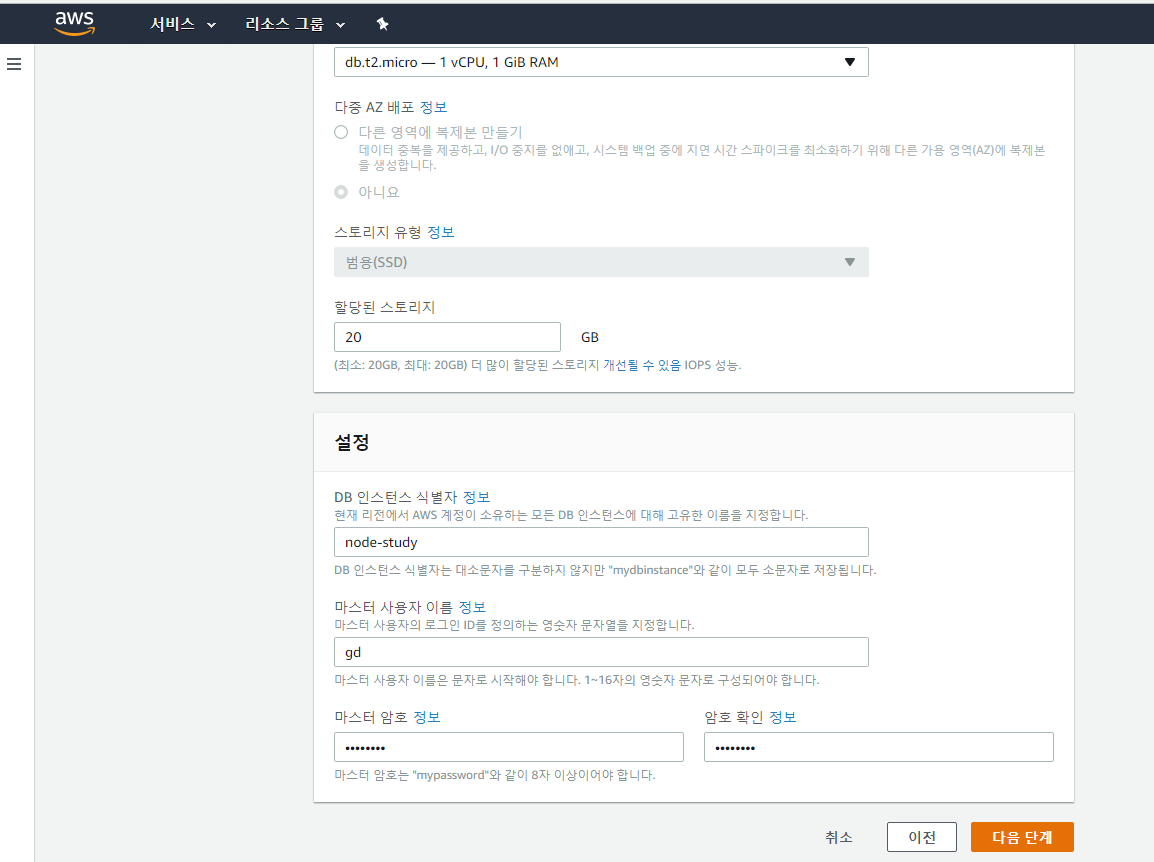 aws 서비스 리소스 그룹
db.t2.micro — 1 vCPU, 1 GiB RAM
다중 AZ 배포 정보
다른 영역에 복제본 만들기
데이터 중복을 제공하고, I/O 중지를 없애고, 시스템 백업 중에 지연 시간 스파이크를 최소화하기 위해 다른 가용 영역(AZ)에 복제본
을 생성합니다.
아니요
스토리지 유형 정보
범용(SSD)
할당된 스토리지
20 GB
(최소: 20GB, 최대: 20GB) 더 많이 할당된 스토리지 개선될 수 있음 IOPS 성능.
설정
DB 인스턴스 식별자 정보
현재 리전에서 AWS 계정이 소유하는 모든 DB 인스턴스에 대해 고유한 이름을 지정합니다.
node-study
DB 인스턴스 식별자는 대소문자를 구분하지 않지만 "mydbinstance"와 같이 모두 소문자로 저장됩니다.
마스터 사용자 이름 정보
마스터 사용자의 로그인 ID를 정의하는 영숫자 문자열을 지정합니다.
gd
마스터 사용자 이름은 문자로 시작해야 합니다. 1~16자의 영숫자 문자로 구성되어야 합니다.
마스터 암호 정보 암호 확인 정보
•••••••• ••••••••
마스터 암호는 "mypassword"와 같이 8자 이상이어야 합니다.
취소 이전 다음 단계